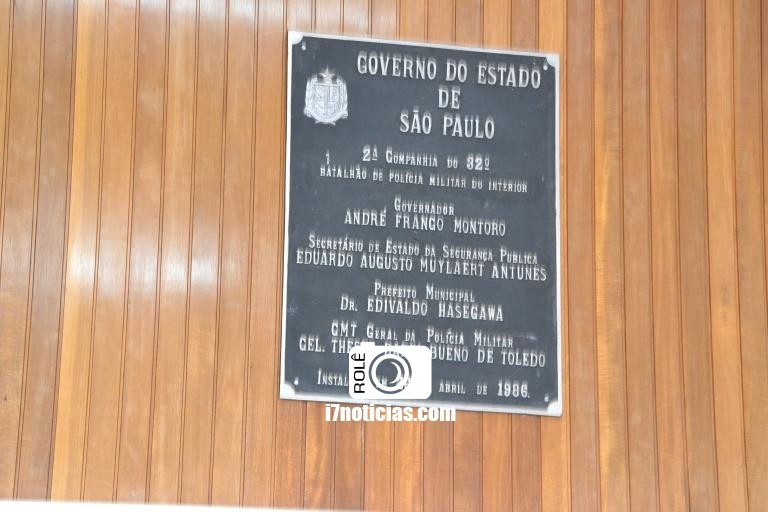 GOVERNO DO ESTADO
DE
SÃO PAULO
2ª COMPANHIA DO 32º
BATALHÃO DE POLÍCIA MILITAR DO INTERIOR
GOVERNADOR
ANDRÉ FRANCO MONTORO
SECRETÁRIO DE ESTADO DA SEGURANÇA PUBLICA
EDUARDO AUGUSTO MUYLAERT ANTUNES
PREFEITO MUNICIPAL
DR. EDIVALDO HASEGAWA
CMT GERAL DA POLÍCIA MILITAR
CEL. BUENO DE TOLEDO
ABRIL DE 1986.
ROLÊ
i7noticias.com